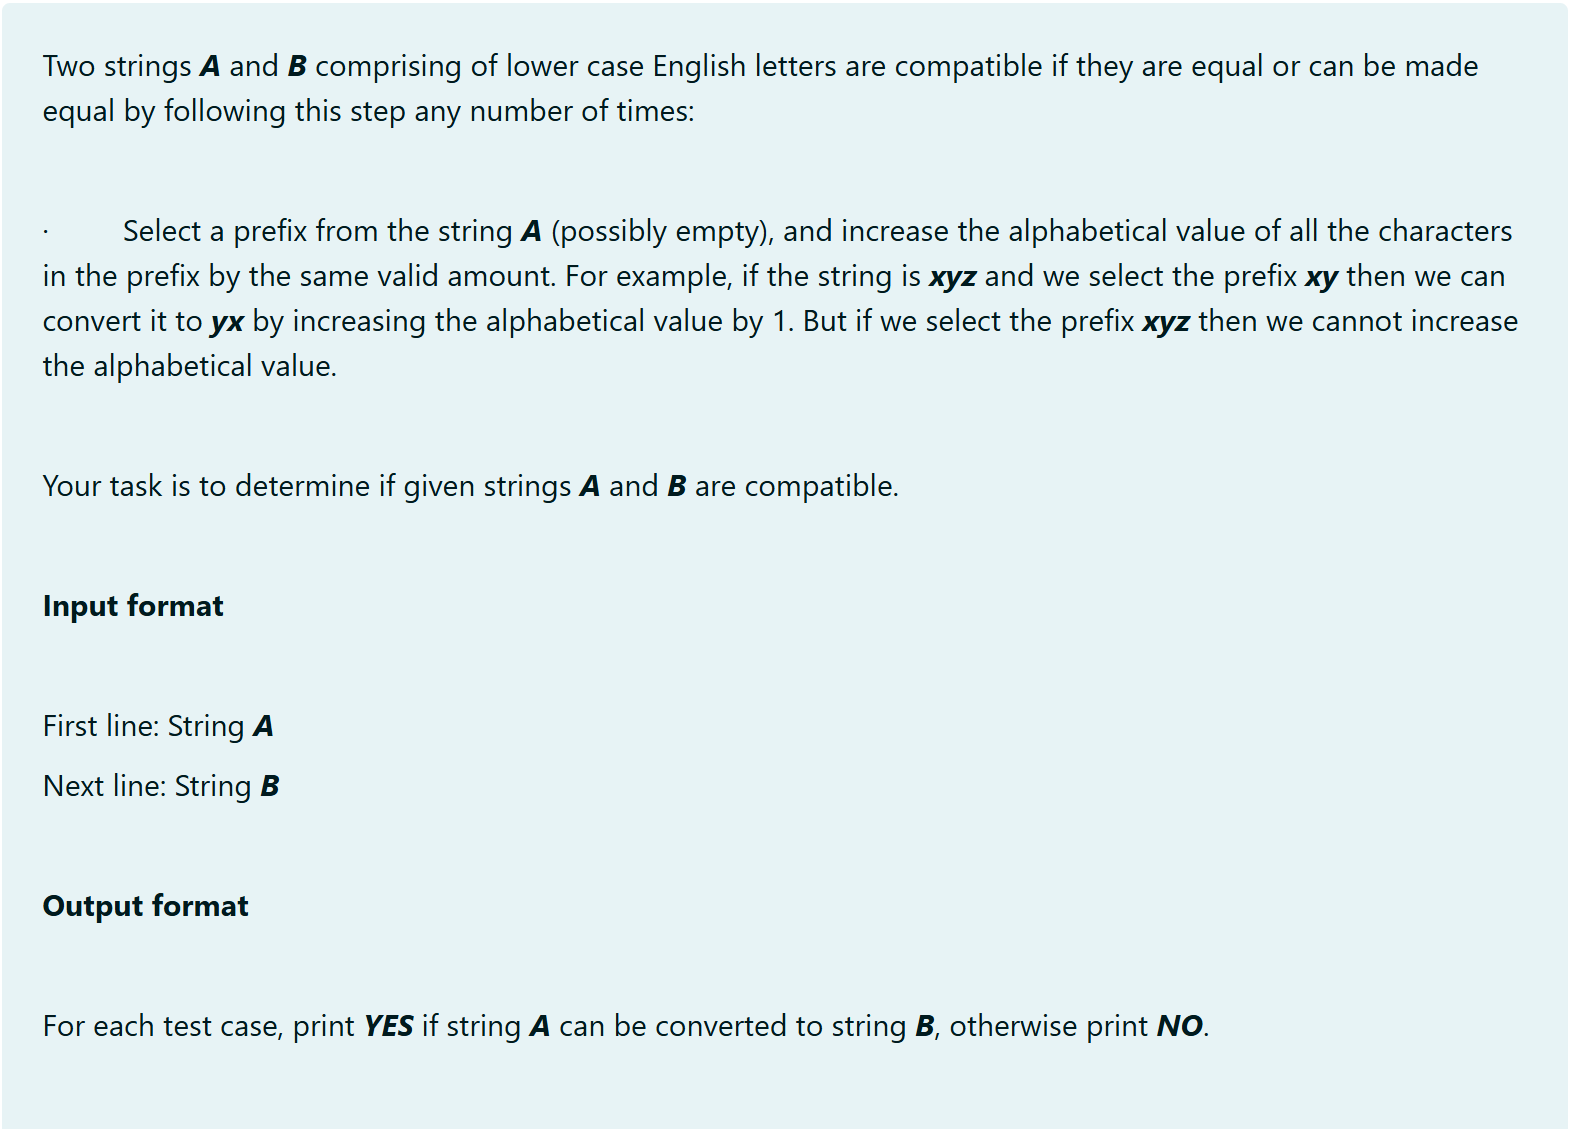 Two strings A and B comprising of lower case English letters are compatible if they are equal or can be made
equal by following this step any number of times:
· Select a prefix from the string A (possibly empty), and increase the alphabetical value of all the characters
in the prefix by the same valid amount. For example, if the string is xyz and we select the prefix xy then we can
convert it to yx by increasing the alphabetical value by 1. But if we select the prefix xyz then we cannot increase
the alphabetical value.
Your task is to determine if given strings A and B are compatible.
Input format
First line: String A
Next line: String B
Output format
For each test case, print YES if string A can be converted to string B, otherwise print NO.